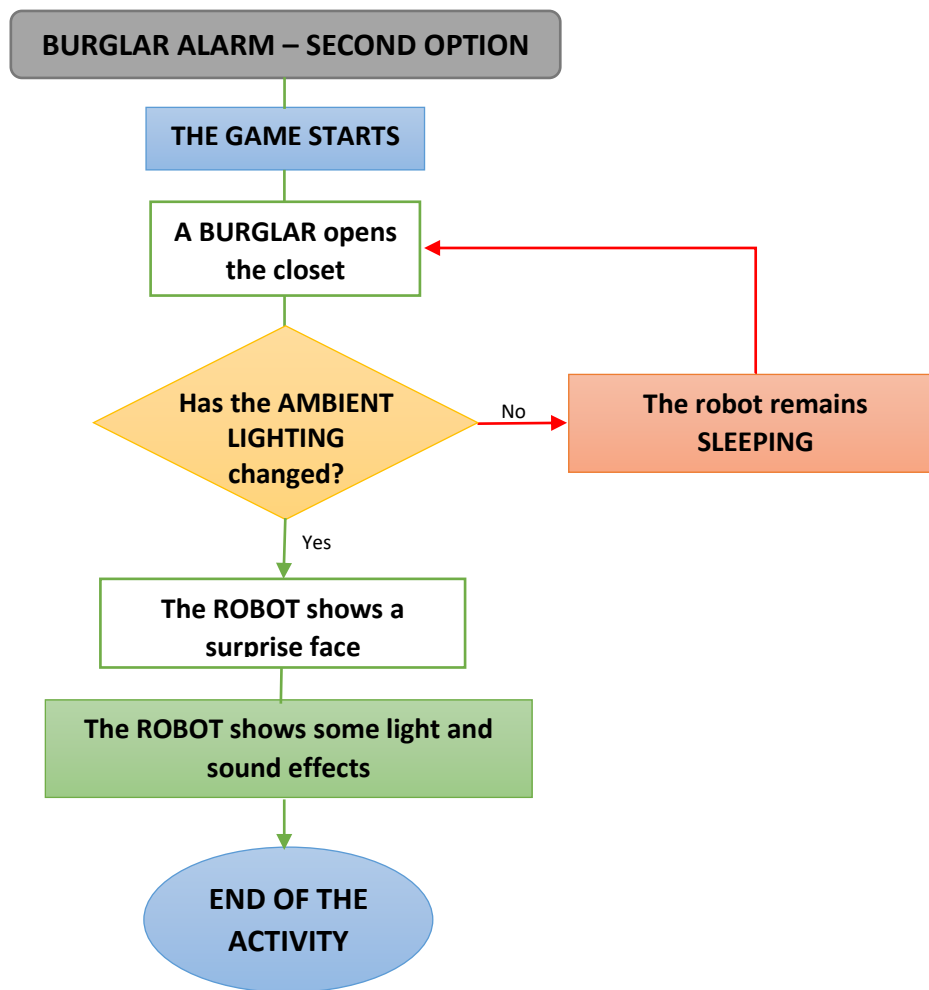 BURGLAR ALARM – SECOND OPTION
THE GAME STARTS
A BURGLAR opens
the closet
Has the AMBIENT
LIGHTING
changed?
No
The robot remains
SLEEPING
Yes
The ROBOT shows a
surprise face
The ROBOT shows some light and
sound effects
END OF THE
ACTIVITY